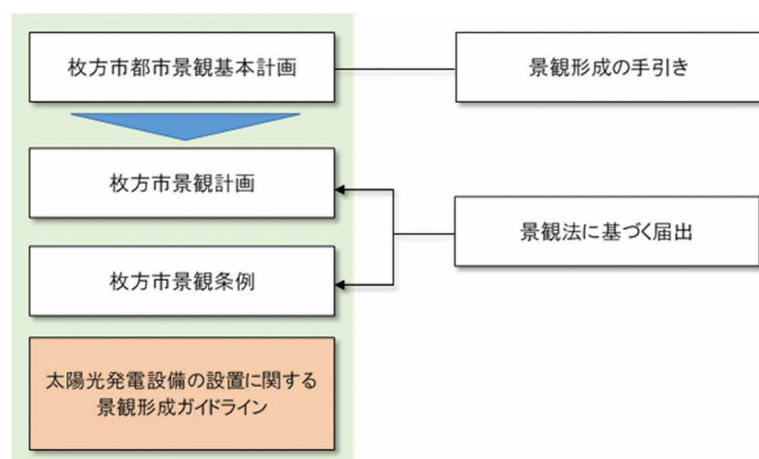 枚方市都市景観基本計画
景観形成の手引き
枚方市景観計画
景観法に基づく届出
枚方市景観条例
太陽光発電設備の設置に関する
景観形成ガイドライン